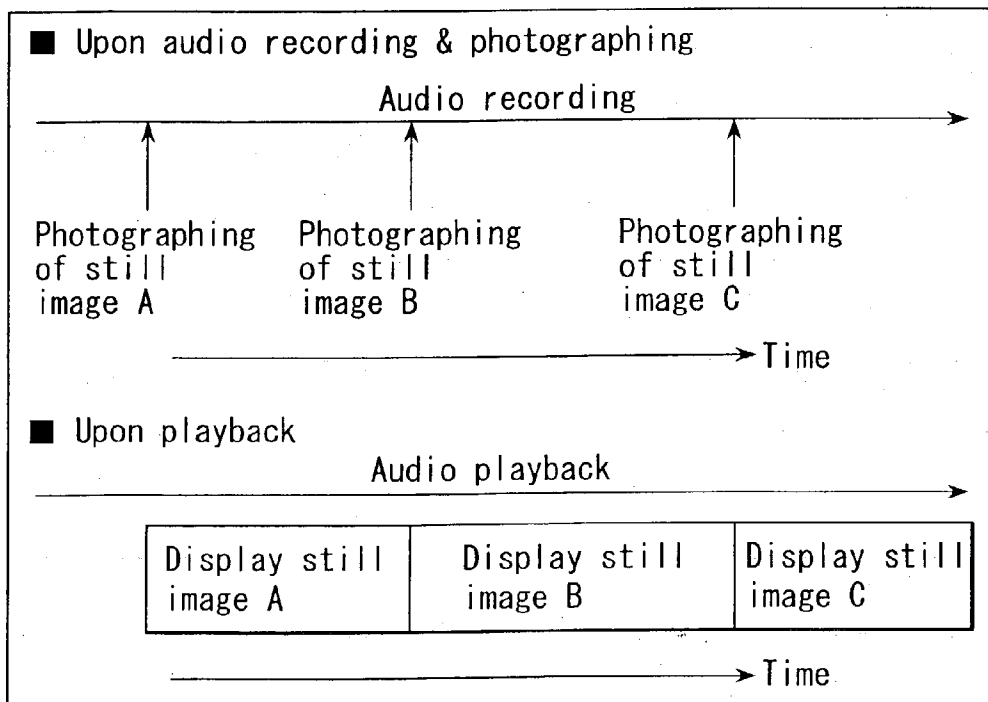 ■ Upon audio recording & photographing
Audio recording
Photographing
of still
image A
Photographing
of still
image B
Photographing
of still
image C
Time
■ Upon playback
Audio playback
Display still
image A
Display still
image B
Display still
image C
Time